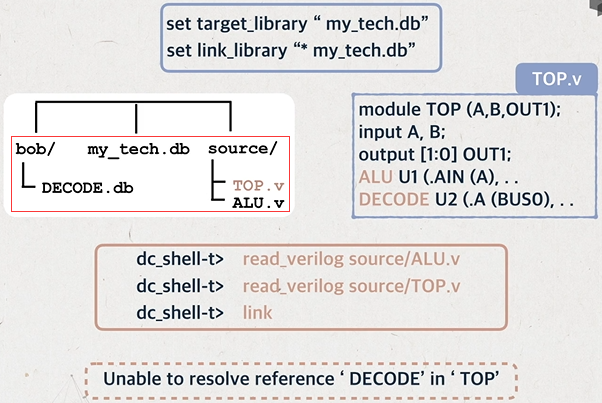 set target_library “ my_tech.db”
set link_library “* my_tech.db”
TOP.v
module TOP (A,B,OUT1);
input A, B;
output [1:0] OUT1;
ALU U1 (.AIN (A), . .
DECODE U2 (.A (BUS0), . .
bob/ my_tech.db source/
DECODE.db
TOP.v
ALU.v
dc_shell-t> read_verilog source/ALU.v
dc_shell-t> read_verilog source/TOP.v
dc_shell-t> link
Unable to resolve reference ‘ DECODE’ in ‘ TOP’